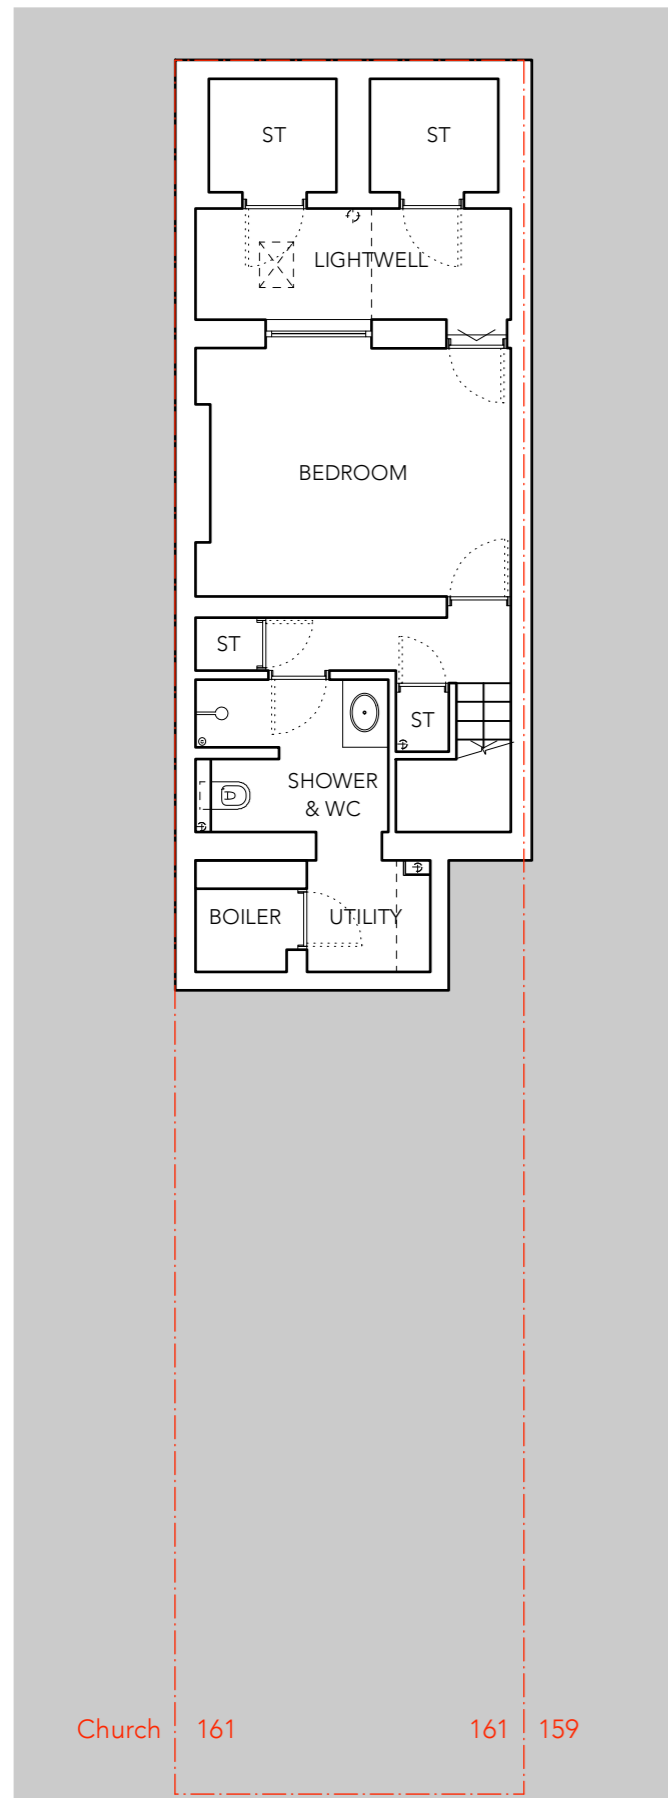 ST
ST
LIGHTWELL
BEDROOM
ST
ST
SHOWER
& WC
BOILER
UTILITY
Church
161
161
159